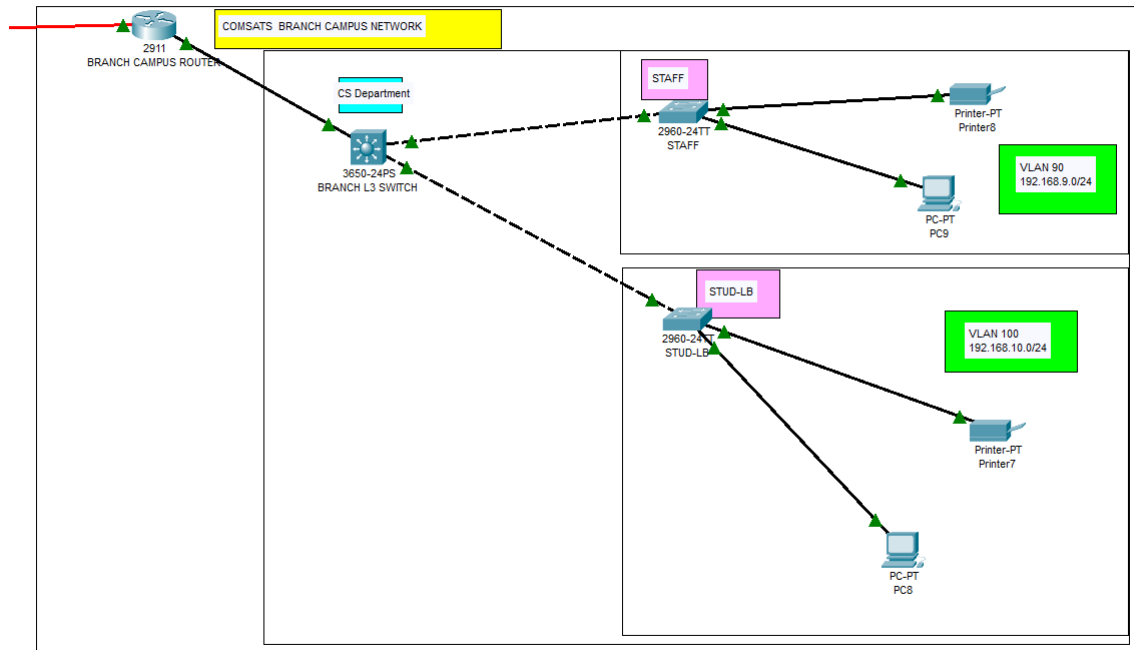 COMSATS  BRANCH CAMPUS NETWORK
2911
BRANCH CAMPUS ROUTER
CS Department
3650-24PS
BRANCH L3 SWITCH
STAFF
2960-24TT
STAFF
Printer-PT
Printer8
VLAN 90
192.168.9.0/24
PC-PT
PC9
STUD-LB
2960-24TT
STUD-LB
VLAN 100
192.168.10.0/24
Printer-PT
Printer7
PC-PT
PC8